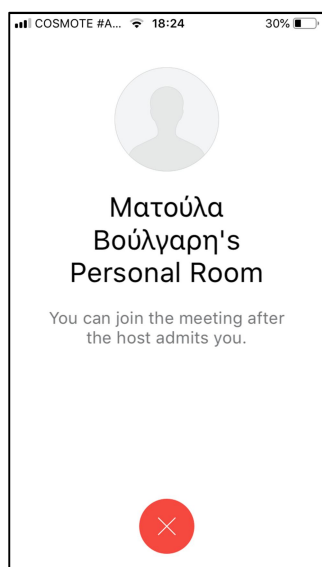 COSMOTE #A... 18:24 30%
Ματούλα
Βούλγαρη's
Personal Room
You can join the meeting after
the host admits you.